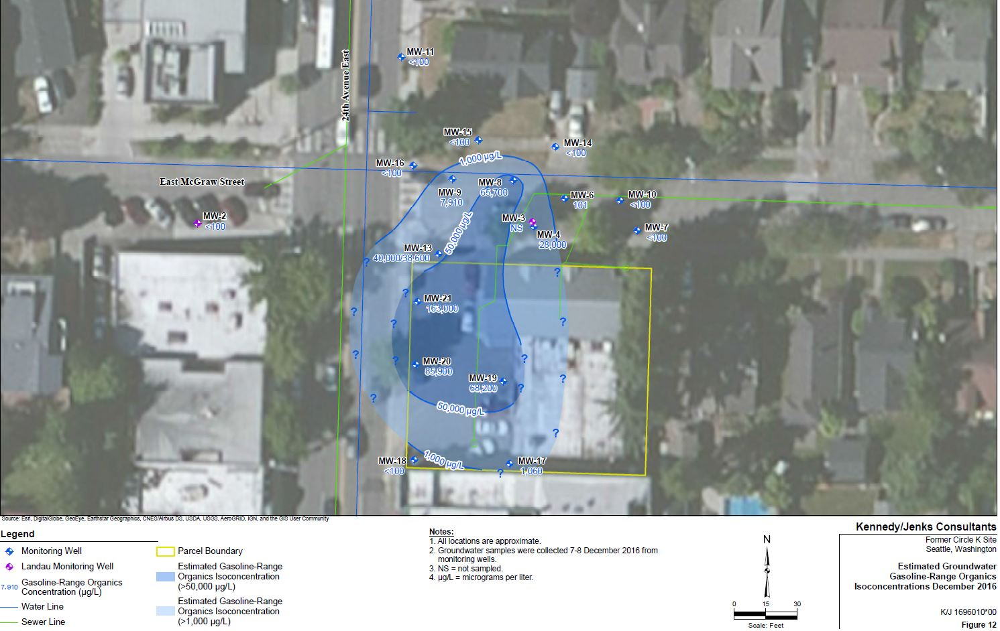 MW-11
<100
24th Avenue East
MW-15
<100
MW-14
<100
1,000 µg/L
MW-16
<100
East McGraw Street
MW-8
65,700
MW-9
7,910
MW-6
101
MW-10
<100
MW-2
<100
MW-3
NS
MW-7
<100
50,000 µg/L
MW-4
28,000
MW-13
40,000/38,600
?
?
?
MW-21
163,000
?
?
?
?
?
MW-20
85,900
?
MW-19
68,200
?
?
?
?
50,000 µg/L
?
1,000 µg/L
MW-18
<100
MW-17
1,060
?
Source: Esri, DigitalGlobe, GeoEye, Earthstar Geographics, CNES/Airbus DS, USDA, USGS, AeroGRID, IGN, and the GIS User Community
Legend
Monitoring Well
Landau Monitoring Well
7,910 Gasoline-Range Organics
Concentration (µg/L)
Water Line
Sewer Line
Parcel Boundary
Estimated Gasoline-Range
Organics Isoconcentration
(>50,000 µg/L)
Estimated Gasoline-Range
Organics Isoconcentration
(>1,000 µg/L)
Notes:
1. All locations are approximate.
2. Groundwater samples were collected 7-8 December 2016 from
monitoring wells.
3. NS = not sampled.
4. µg/L = micrograms per liter.
N
0 15 30
Scale: Feet
Kennedy/Jenks Consultants
Former Circle K Site
Seattle, Washington
Estimated Groundwater
Gasoline-Range Organics
Isoconcentrations December 2016
K/J 1696010*00
Figure 12